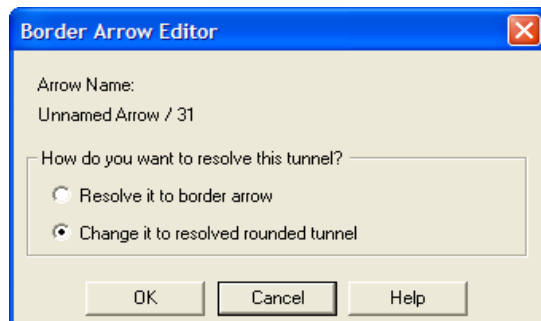 Border Arrow Editor
Arrow Name:
Unnamed Arrow / 31
How do you want to resolve this tunnel?
Resolve it to border arrow
Change it to resolved rounded tunnel
OK Cancel Help